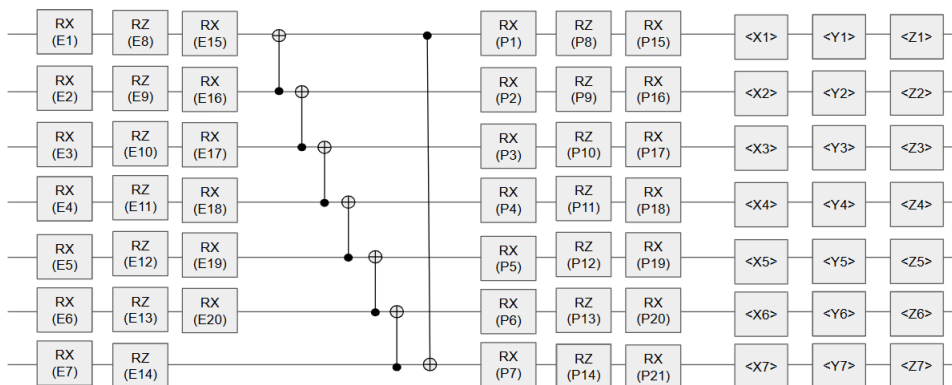 RX RZ RX RX RZ RX <X1> <Y1> <Z1>
(E1) (E8) (E15) (P1) (P8) (P15)
RX RZ RX RX RZ RX <X2> <Y2> <Z2>
(E2) (E9) (E16) (P2) (P9) (P16)
RX RZ RX RX RZ RX <X3> <Y3> <Z3>
(E3) (E10) (E17) (P3) (P10) (P17)
RX RZ RX RX RZ RX <X4> <Y4> <Z4>
(E4) (E11) (E18) (P4) (P11) (P18)
RX RZ RX RX RZ RX <X5> <Y5> <Z5>
(E5) (E12) (E19) (P5) (P12) (P19)
RX RZ RX RX RZ RX <X6> <Y6> <Z6>
(E6) (E13) (E20) (P6) (P13) (P20)
RX RZ RX RZ RX <X7> <Y7> <Z7>
(E7) (E14) (P7) (P14) (P21)